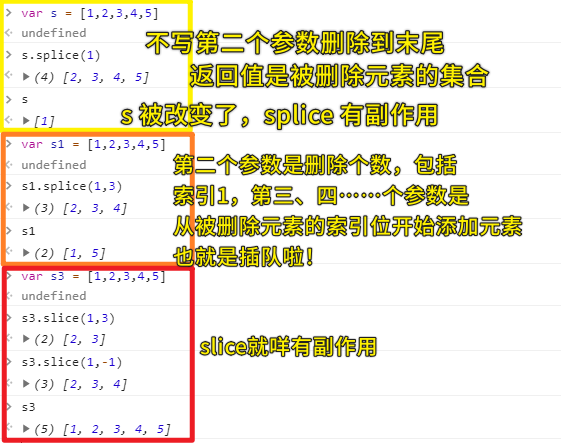 var s = [1,2,3,4,5]
undefined
不写第二个参数删除到末尾
s.splice(1)
(4) [2, 3, 4, 5]
返回值是被删除元素的集合
s
[1]
s 被改变了，splice 有副作用
var s1 = [1,2,3,4,5]
undefined
第二个参数是删除个数，包括
s1.splice(1,3)
索引1，第三、四……个参数是
(3) [2, 3, 4]
从被删除元素的索引位开始添加元素
s1
(2) [1, 5]
也就是插队啦！
var s3 = [1,2,3,4,5]
undefined
s3.slice(1,3)
(2) [2, 3]
slice就咩有副作用
s3.slice(1,-1)
(3) [2, 3, 4]
s3
(5) [1, 2, 3, 4, 5]